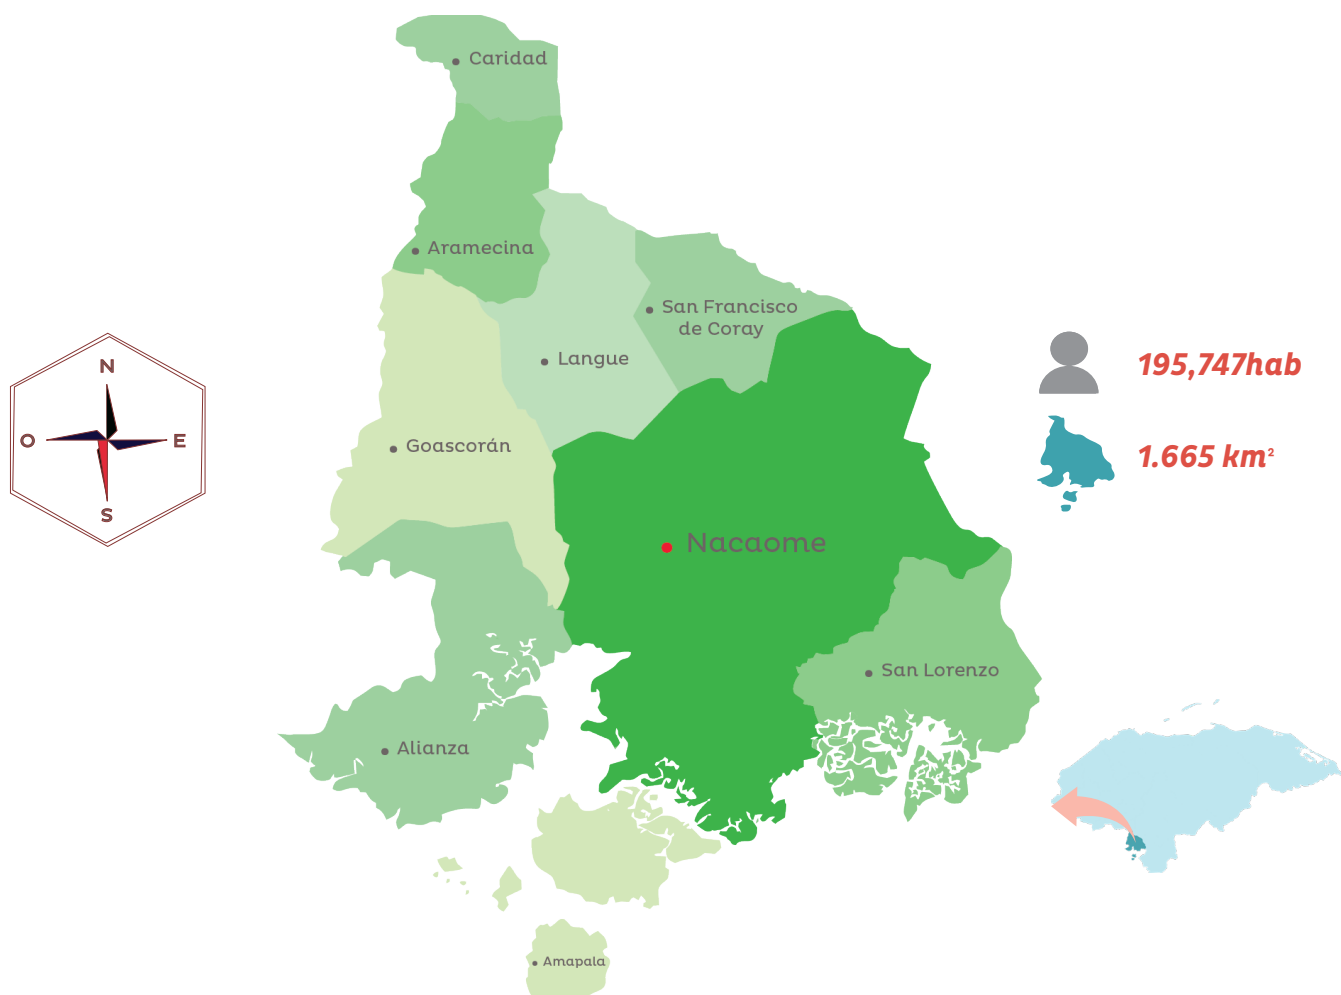 Caridad
Aramecina
San Francisco
de Coray
Langue
Goascorán
Nacaome
San Lorenzo
Alianza
Amapala
N
O
E
S
195,747hab
1.665 km²